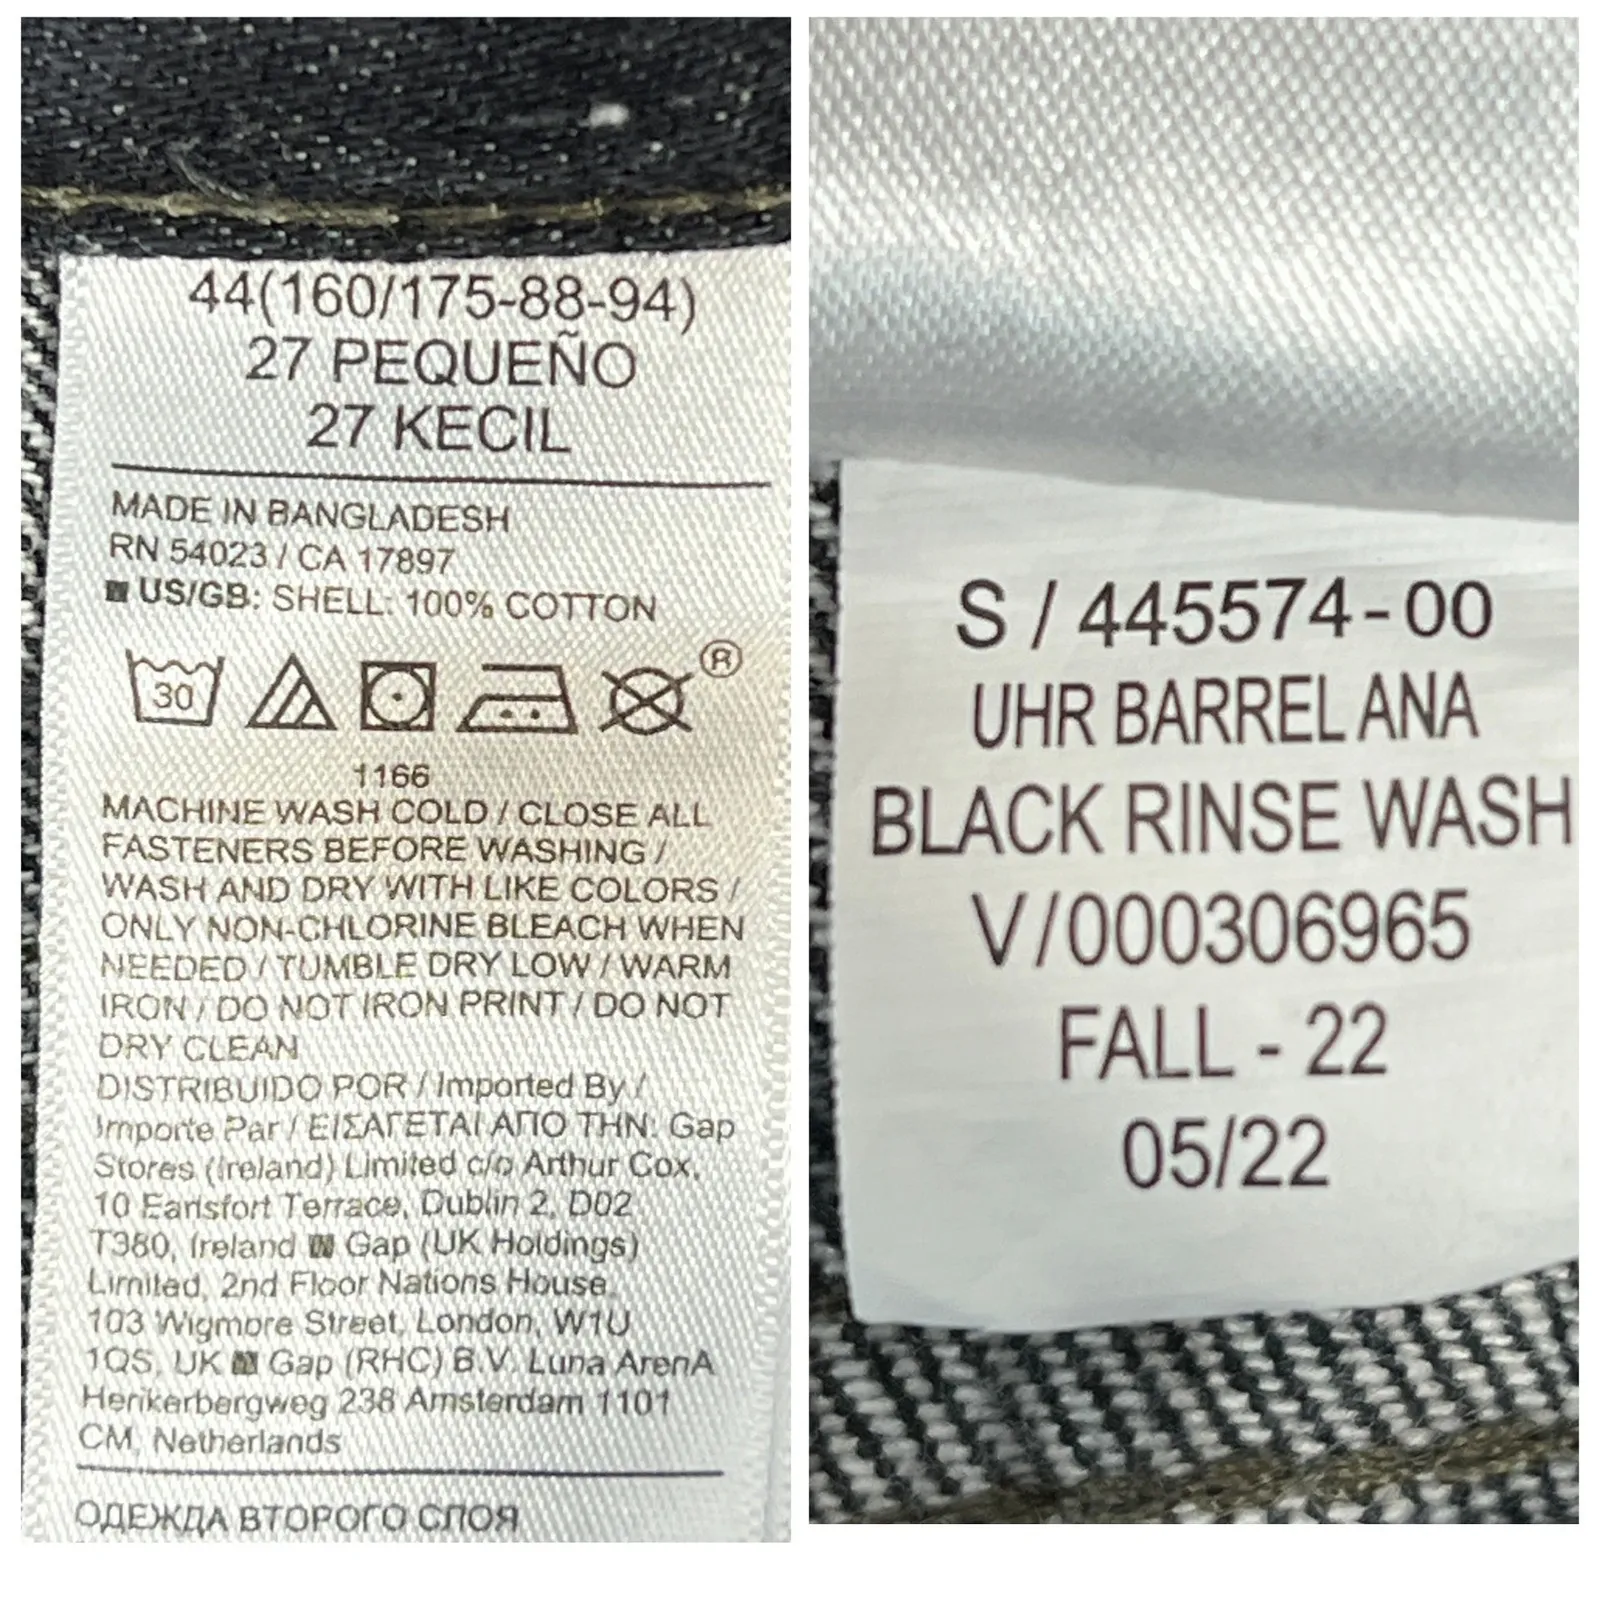 44(160/175-88-94)
27 PEQUEÑO
27 KECIL
MADE IN BANGLADESH
RN 54023 / CA 17897
US/GB: SHELL: 100% COTTON
30
®
1166
MACHINE WASH COLD / CLOSE ALL
FASTENERS BEFORE WASHING /
WASH AND DRY WITH LIKE COLORS /
ONLY NON-CHLORINE BLEACH WHEN
NEEDED / TUMBLE DRY LOW / WARM
IRON / DO NOT IRON PRINT / DO NOT
DRY CLEAN
DISTRIBUIDO POR / Imported By /
Importe Par / ΕΙΣΑΓΕΤΑΙ ΑΠΟ ΤΗΝ: Gap
Stores (Ireland) Limited c/o Arthur Cox,
10 Earlsfort Terrace, Dublin 2, D02
T380, Ireland Gap (UK Holdings)
Limited, 2nd Floor Nations House,
103 Wigmore Street, London, W1U
1QS, UK Gap (RHC) B.V. Luna ArenA
Herikerbergweg 238 Amsterdam 1101
CM, Netherlands
ОДЕЖДА ВТОРОГО СЛОЯ
S / 445574-00
UHR BARREL ANA
BLACK RINSE WASH
V/000306965
FALL - 22
05/22